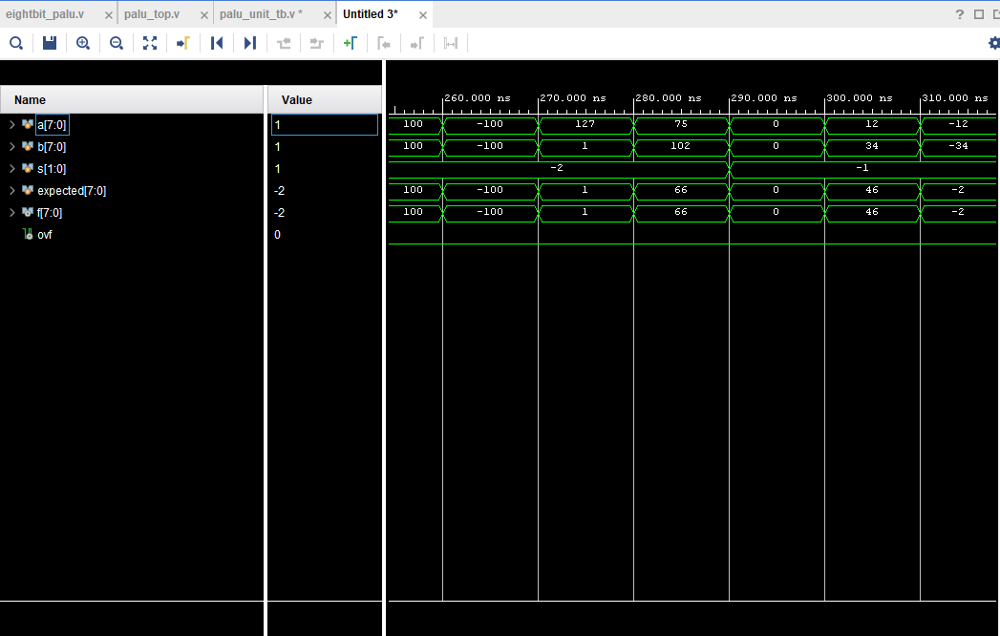 eightbit_palu.v palu_top.v palu_unit_tb.v * Untitled 3*
?
Name Value
260.000 ns 270.000 ns 280.000 ns 290.000 ns 300.000 ns 310.000 ns
a[7:0] 1 100 -100 127 75 0 12 -12
b[7:0] 1 100 -100 1 102 0 34 -34
s[1:0] 1 -2 -1
expected[7:0] -2 100 -100 1 66 0 46 -2
f[7:0] -2 100 -100 1 66 0 46 -2
ovf 0